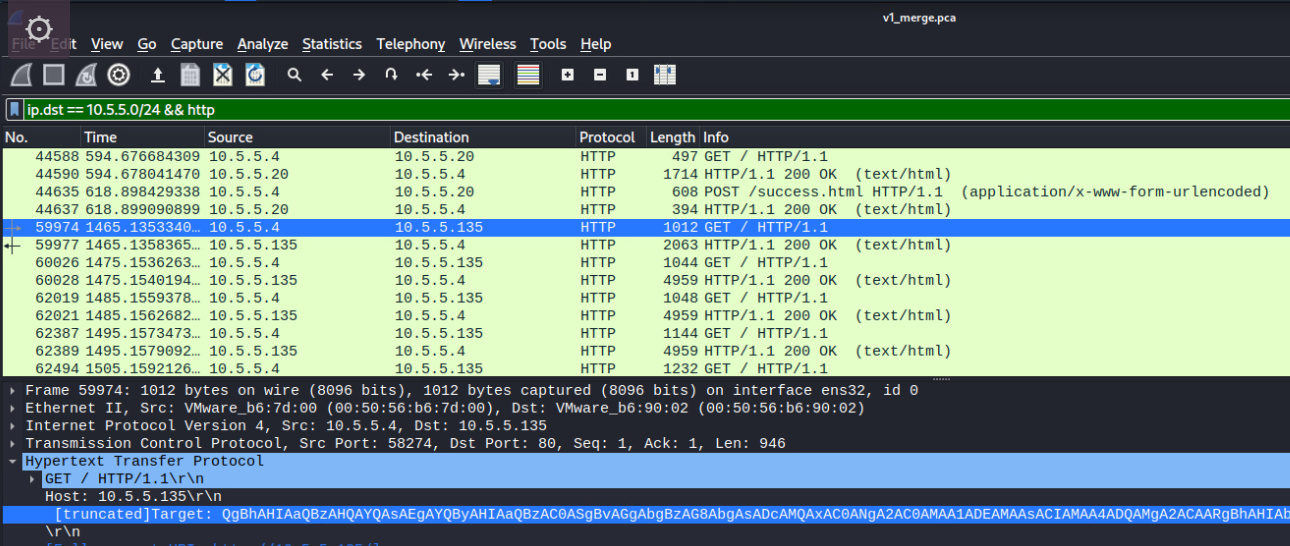 v1_merge.pca
File Edit View Go Capture Analyze Statistics Telephony Wireless Tools Help
ip.dst == 10.5.5.0/24 && http
No. Time Source Destination Protocol Length Info
44588 594.676684309 10.5.5.4 10.5.5.20 HTTP 497 GET / HTTP/1.1
44590 594.678041470 10.5.5.20 10.5.5.4 HTTP 1714 HTTP/1.1 200 OK (text/html)
44635 618.898429338 10.5.5.4 10.5.5.20 HTTP 608 POST /success.html HTTP/1.1 (application/x-www-form-urlencoded)
44637 618.899090899 10.5.5.20 10.5.5.4 HTTP 394 HTTP/1.1 200 OK (text/html)
59974 1465.1353340… 10.5.5.4 10.5.5.135 HTTP 1012 GET / HTTP/1.1
59977 1465.1358365… 10.5.5.135 10.5.5.4 HTTP 2063 HTTP/1.1 200 OK (text/html)
60026 1475.1536263… 10.5.5.4 10.5.5.135 HTTP 1044 GET / HTTP/1.1
60028 1475.1540194… 10.5.5.135 10.5.5.4 HTTP 4959 HTTP/1.1 200 OK (text/html)
62019 1485.1559378… 10.5.5.4 10.5.5.135 HTTP 1048 GET / HTTP/1.1
62021 1485.1562682… 10.5.5.135 10.5.5.4 HTTP 4959 HTTP/1.1 200 OK (text/html)
62387 1495.1573473… 10.5.5.4 10.5.5.135 HTTP 1144 GET / HTTP/1.1
62389 1495.1579092… 10.5.5.135 10.5.5.4 HTTP 4959 HTTP/1.1 200 OK (text/html)
62494 1505.1592126… 10.5.5.4 10.5.5.135 HTTP 1232 GET / HTTP/1.1
Frame 59974: 1012 bytes on wire (8096 bits), 1012 bytes captured (8096 bits) on interface ens32, id 0
Ethernet II, Src: VMware_b6:7d:00 (00:50:56:b6:7d:00), Dst: VMware_b6:90:02 (00:50:56:b6:90:02)
Internet Protocol Version 4, Src: 10.5.5.4, Dst: 10.5.5.135
Transmission Control Protocol, Src Port: 58274, Dst Port: 80, Seq: 1, Ack: 1, Len: 946
Hypertext Transfer Protocol
GET / HTTP/1.1\r\n
Host: 10.5.5.135\r\n
[truncated]Target: QgBhAHIAaQBzAHQAYQAsAEgAYQByAHIAaQBzAC0ASgBvAGgAbgBzAG8AbgAsADcAMQAxAC0ANgA2AC0AMAA1ADEAMAAsACIAMAA4ADQAMgA2ACAARgBhAHIAb
\r\n